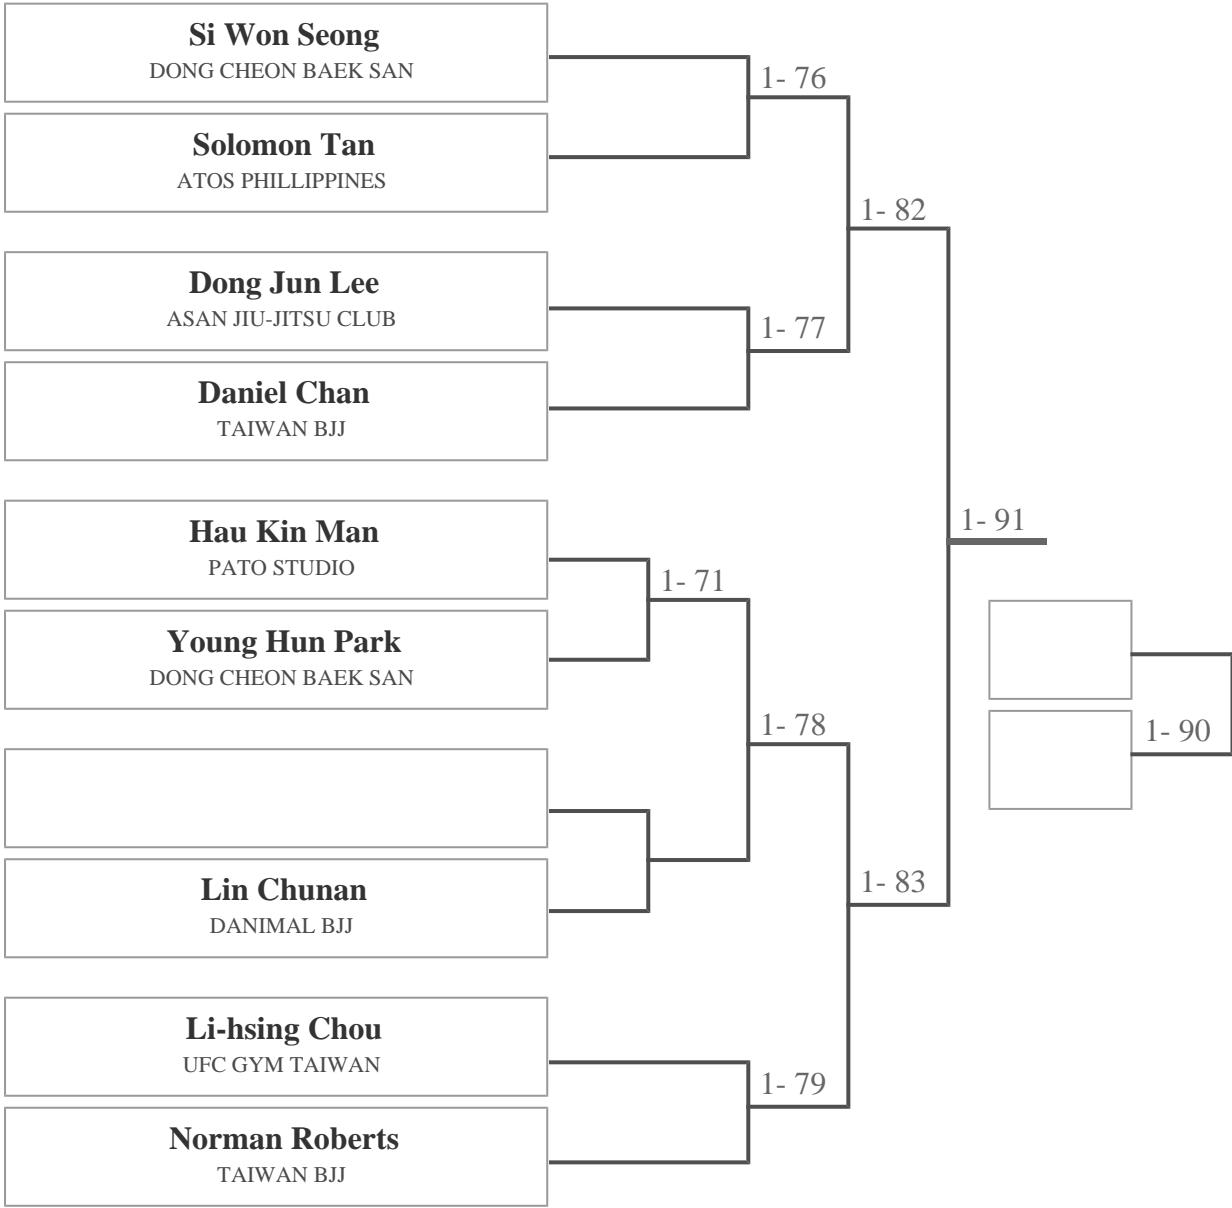 Si Won Seong
DONG CHEON BAEK SAN
1- 76
Solomon Tan
ATOS PHILLIPPINES
1- 82
Dong Jun Lee
ASAN JIU-JITSU CLUB
1- 77
Daniel Chan
TAIWAN BJJ
Hau Kin Man
PATO STUDIO
1- 91
1- 71
Young Hun Park
DONG CHEON BAEK SAN
1- 78
1- 90
Lin Chunan
DANIMAL BJJ
1- 83
Li-hsing Chou
UFC GYM TAIWAN
1- 79
Norman Roberts
TAIWAN BJJ